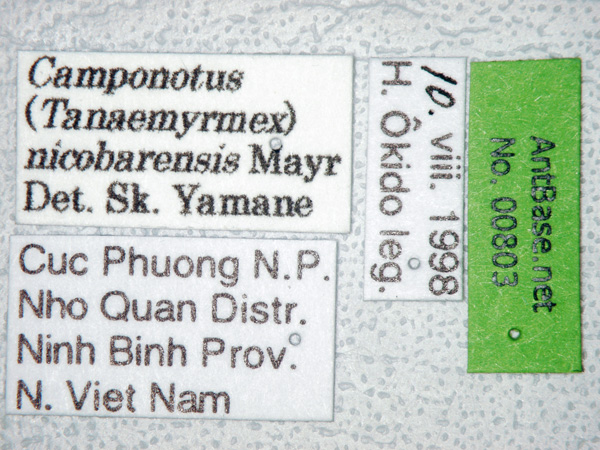 Camponotus
(Tanaemyrmex)
nicobarensis Mayr
Det. Sk. Yamane
Cuc Phuong N.P.
Nho Quan Distr.
Ninh Binh Prov.
N. Viet Nam
10. viii. 1998
H. Ôkido leg.
AntBase.net
No. 00803